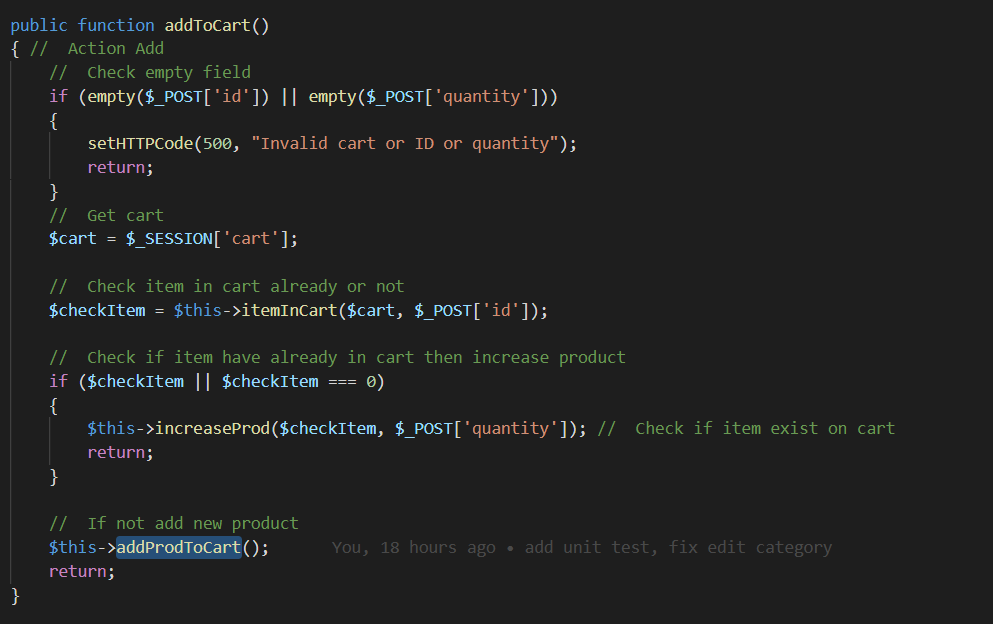 public function addToCart()
{ //  Action Add
    //  Check empty field
    if (empty($_POST['id']) || empty($_POST['quantity']))
    {
        setHTTPCode(500, "Invalid cart or ID or quantity");
        return;
    }
    //  Get cart
    $cart = $_SESSION['cart'];
    //  Check item in cart already or not
    $checkItem = $this->itemInCart($cart, $_POST['id']);
    //  Check if item have already in cart then increase product
    if ($checkItem || $checkItem === 0)
    {
        $this->increaseProd($checkItem, $_POST['quantity']); //  Check if item exist on cart
        return;
    }
    //  If not add new product
    $this->addProdToCart();      You, 18 hours ago • add unit test, fix edit category
    return;
}